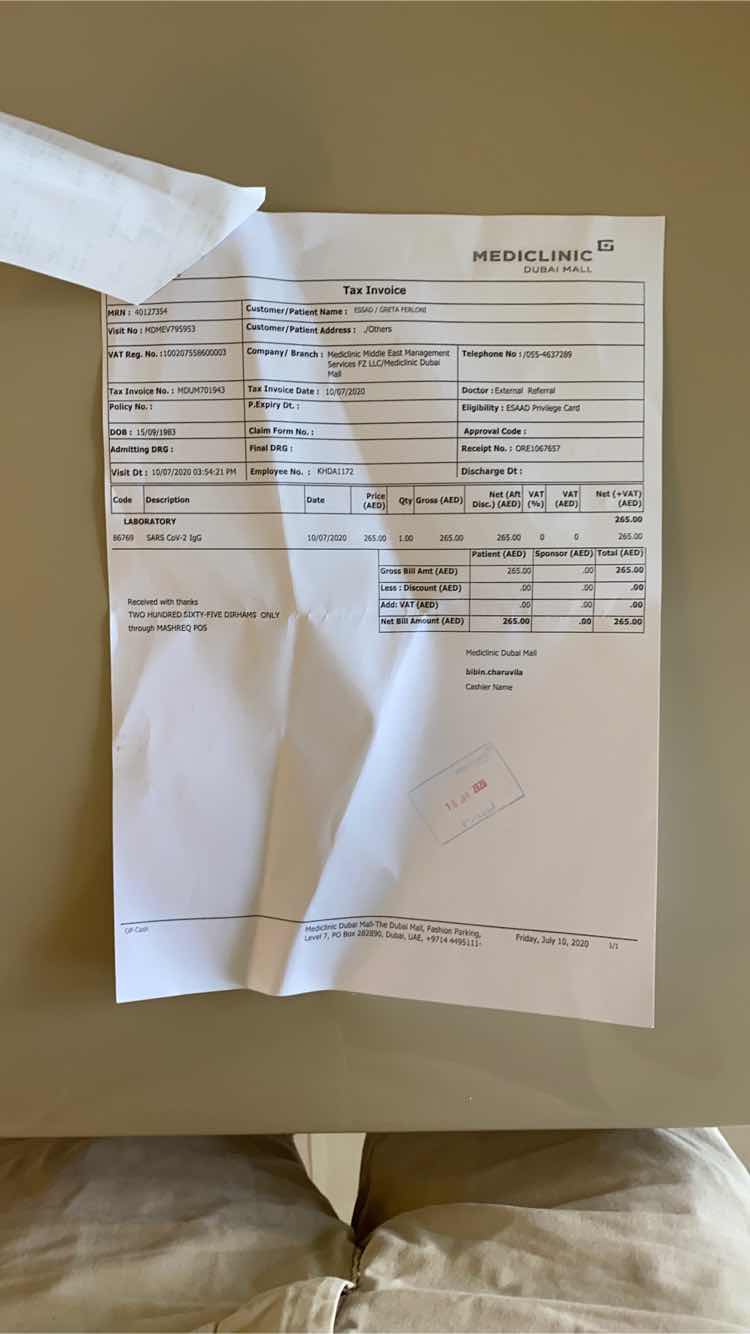 MEDICLINIC
DUBAI MALL
Tax Invoice
MRN : 40127354 Customer/Patient Name : ESSAD / GRETA FERLONI
Visit No : MDMEV795953 Customer/Patient Address : ,/Others
VAT Reg. No. :100207558600003 Company/ Branch : Mediclinic Middle East Management Telephone No :/055-4637289
Services FZ LLC/Mediclinic Dubai
Mall
Tax Invoice No. : MDUM701943 Tax Invoice Date : 10/07/2020 Doctor : External Referral
Policy No. : P.Expiry Dt. : Eligibility : ESAAD Privilege Card
DOB : 15/09/1983 Claim Form No. : Approval Code :
Admitting DRG : Final DRG : Receipt No. : ORE1067657
Visit Dt : 10/07/2020 03:54:21 PM Employee No. : KHDA1172 Discharge Dt :
Code Description Date Price (AED) Qty Gross (AED) Net (Aft Disc.) (AED) VAT (%) VAT (AED) Net (+VAT) (AED)
LABORATORY 265.00
86769 SARS CoV-2 IgG 10/07/2020 265.00 1.00 265.00 265.00 0 0 265.00
Patient (AED) Sponsor (AED) Total (AED)
Gross Bill Amt (AED) 265.00 .00 265.00
Less : Discount (AED) .00 .00 .00
Add: VAT (AED) .00 .00 .00
Net Bill Amount (AED) 265.00 .00 265.00
Received with thanks
TWO HUNDRED SIXTY-FIVE DIRHAMS ONLY
through MASHREQ POS
Mediclinic Dubai Mall
bibin.charuvila
Cashier Name
2020
OP Cash
Mediclinic Dubai Mall-The Dubai Mall, Fashion Parking,
Level 7, PO Box 282890, Dubai, UAE, +9714 4495111-
Friday, July 10, 2020 1/1